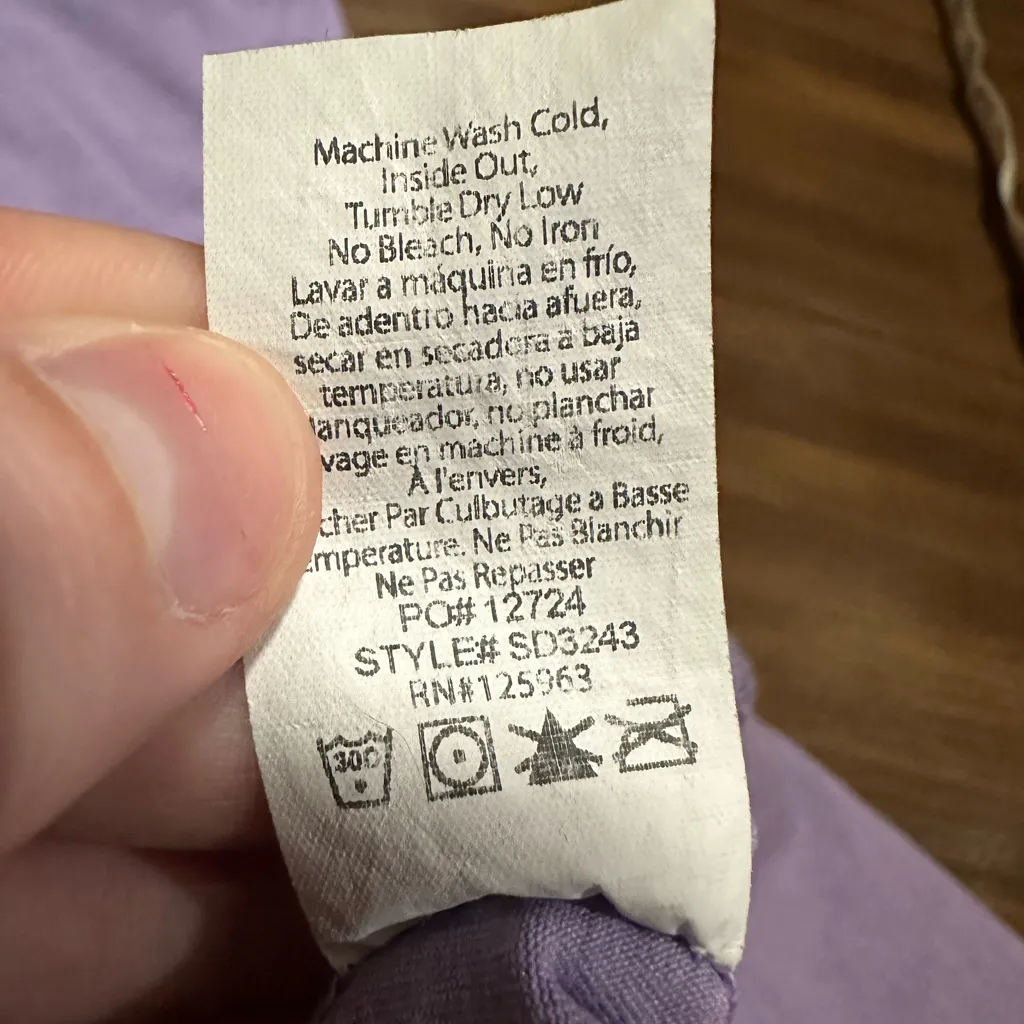 Machine Wash Cold,
Inside Out,
Tumble Dry Low
No Bleach, No Iron
Lavar a máquina en frío,
De adentro hacia afuera,
secar en secadora a baja
temperatura, no usar
lanqueador, no planchar
vage en machine à froid,
À l'envers,
cher Par Culbutage a Basse
emperature. Ne Pas Blanchir
Ne Pas Repasser
PO# 12724
STYLE# SD3243
RN#125963
30C